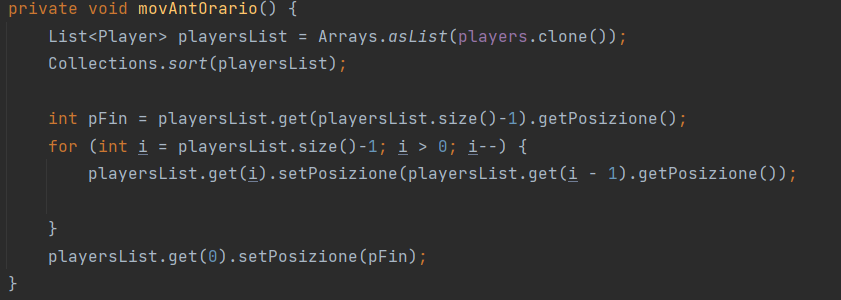 private void movAntOrario() {
List<Player> playersList = Arrays.asList(players.clone());
Collections.sort(playersList);
int pFin = playersList.get(playersList.size()-1).getPosizione();
for (int i = playersList.size()-1; i > 0; i--) {
playersList.get(i).setPosizione(playersList.get(i - 1).getPosizione());
}
playersList.get(0).setPosizione(pFin);
}